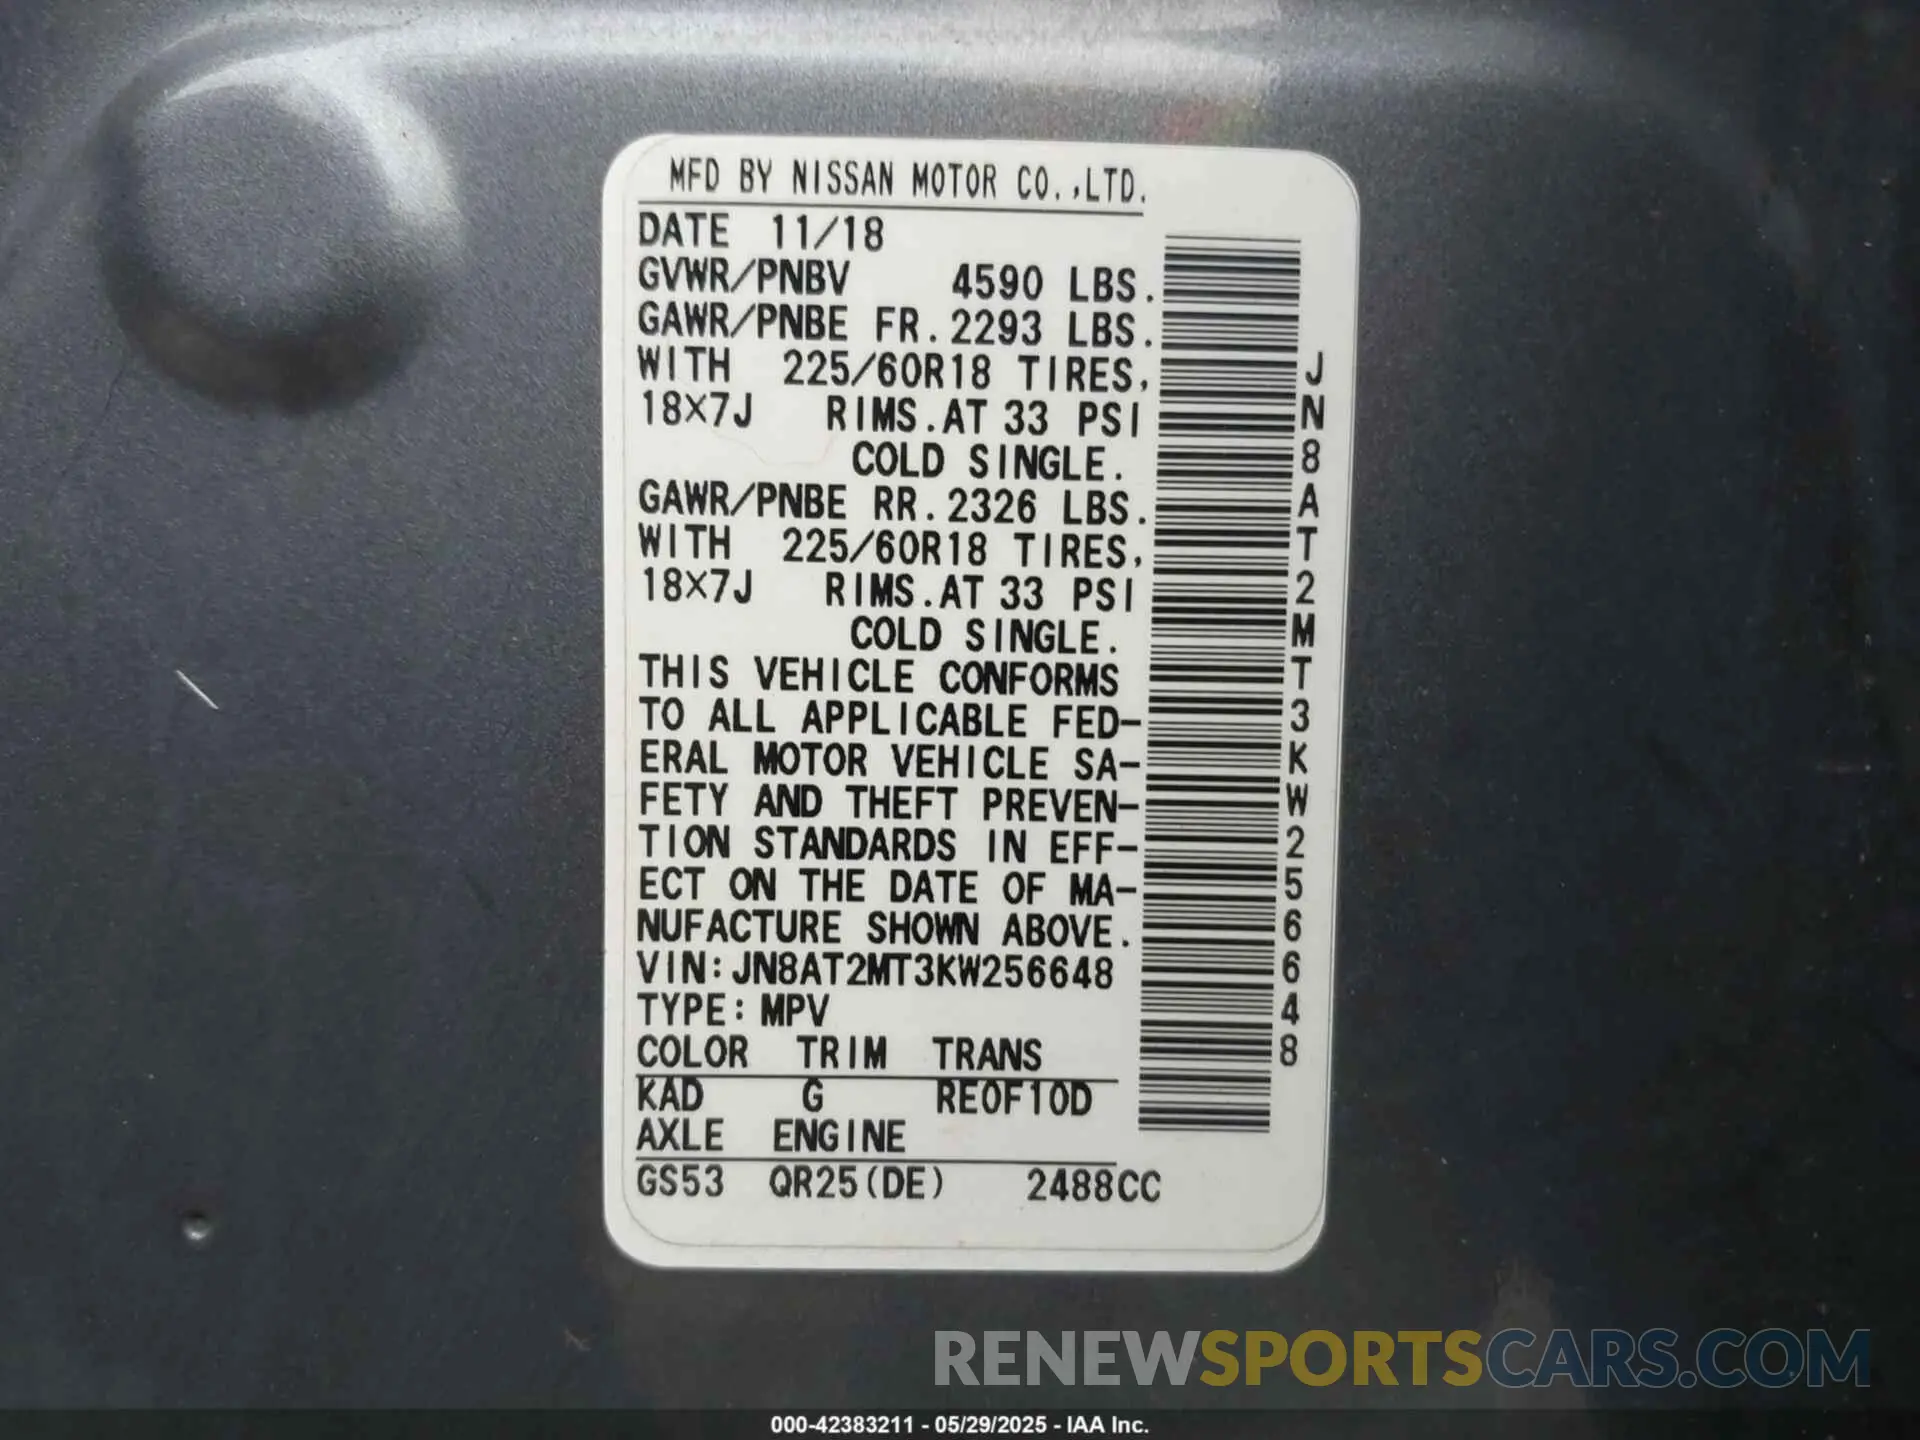 MFD BY NISSAN MOTOR CO.,LTD.
DATE 11/18
GVWR/PNBV 4590 LBS.
GAWR/PNBE FR.2293 LBS.
WITH 225/60R18 TIRES,
18X7J RIMS.AT 33 PSI
COLD SINGLE.
GAWR/PNBE RR.2326 LBS.
WITH 225/60R18 TIRES,
18X7J RIMS.AT 33 PSI
COLD SINGLE.
THIS VEHICLE CONFORMS
TO ALL APPLICABLE FED-
ERAL MOTOR VEHICLE SA-
FETY AND THEFT PREVEN-
TION STANDARDS IN EFF-
ECT ON THE DATE OF MA-
NUFACTURE SHOWN ABOVE.
VIN:JN8AT2MT3KW256648
TYPE:MPV
COLOR TRIM TRANS
KAD G RE0F10D
AXLE ENGINE
GS53 QR25(DE) 2488CC
JN8AT2MT3KW256648
RENEWSPORTSCARS.COM
000-42383211 - 05/29/2025 - IAA Inc.